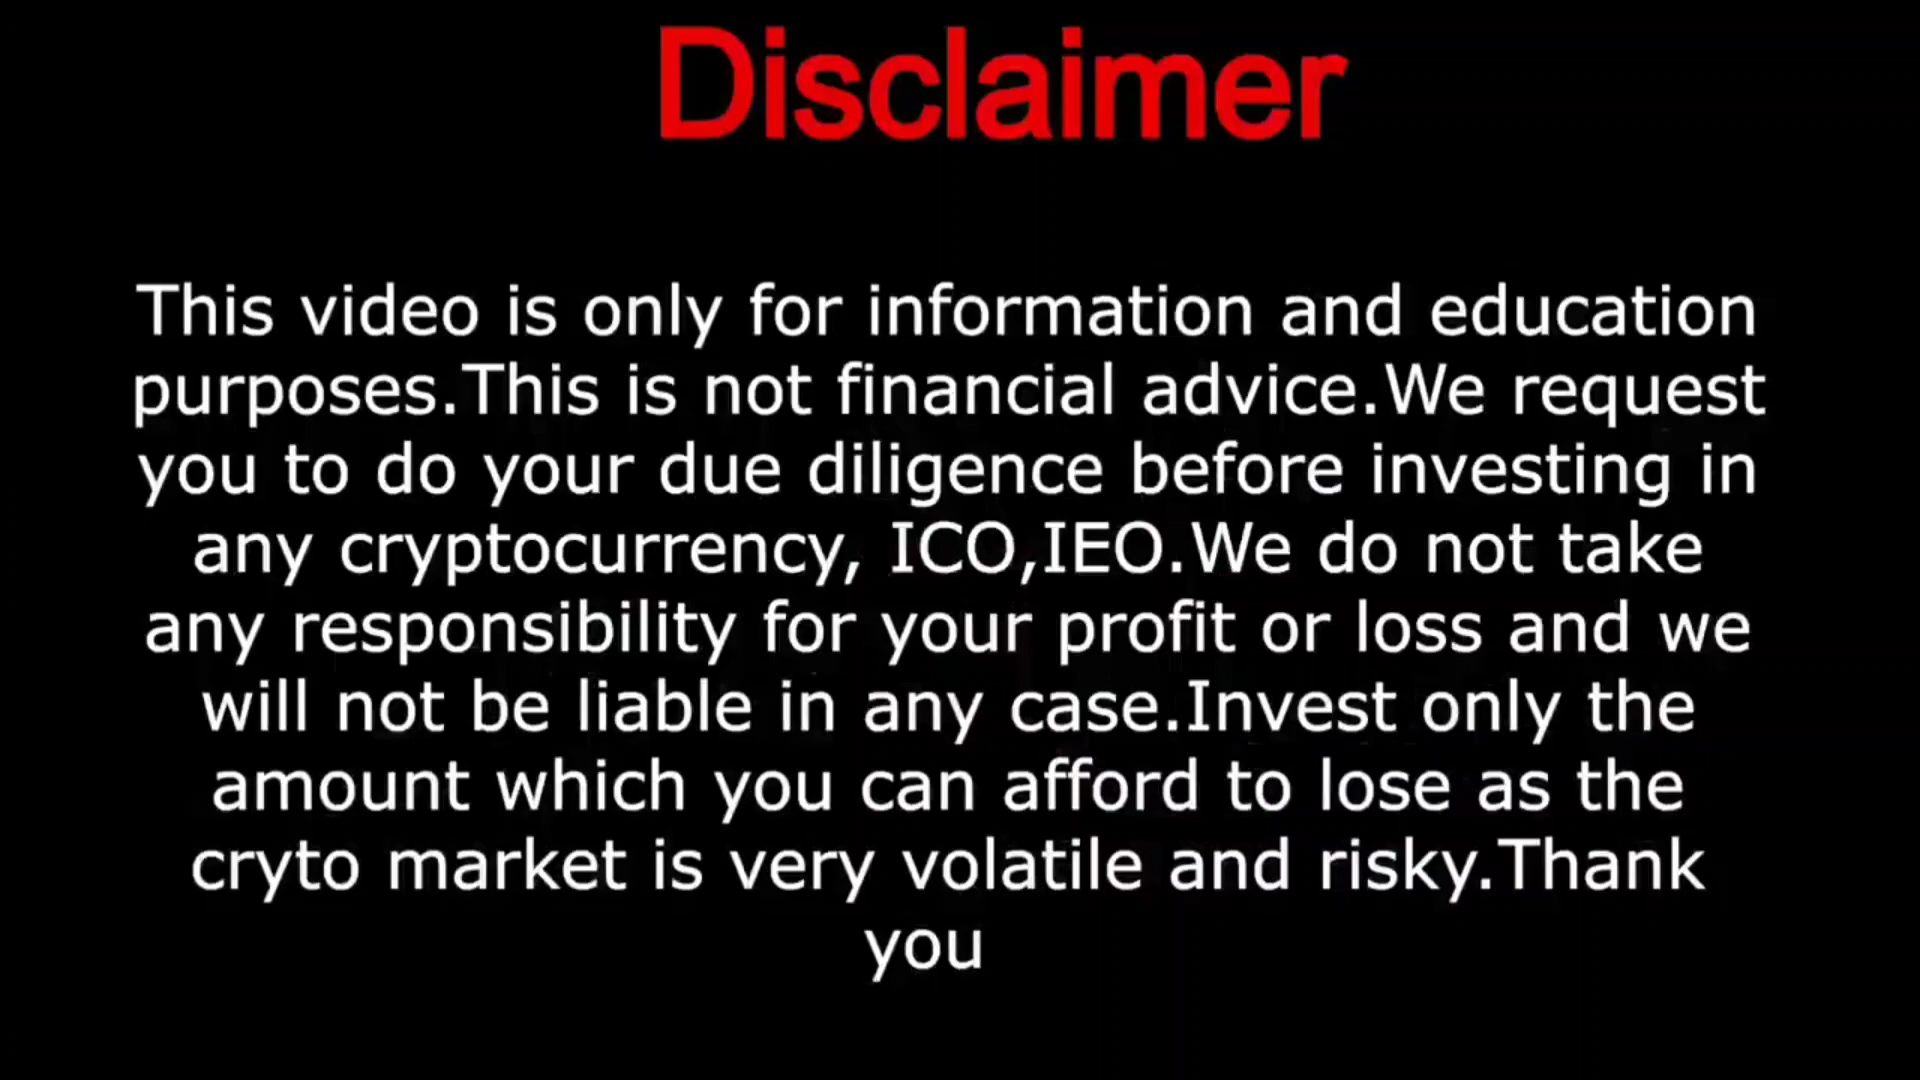 Disclaimer
This video is only for information and education
purposes.This is not financial advice.We request
you to do your due diligence before investing in
any cryptocurrency, ICO,IEO.We do not take
any responsibility for your profit or loss and we
will not be liable in any case.Invest only the
amount which you can afford to lose as the
cryto market is very volatile and risky.Thank
you